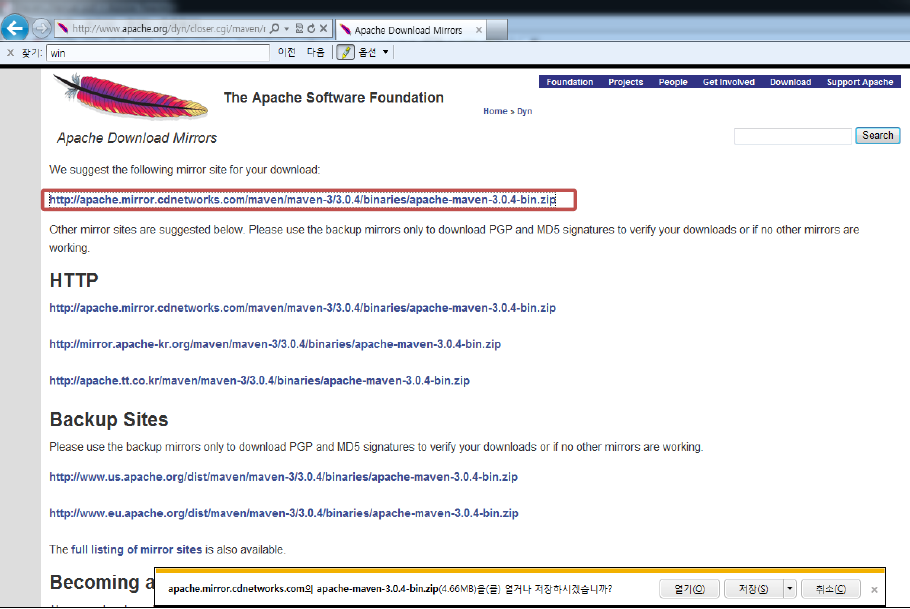 http://www.apache.org/dyn/closer.cgi/maven/
Apache Download Mirrors
x 찾기: win 이전 다음 옵션
The Apache Software Foundation
Foundation Projects People Get Involved Download Support Apache
Home » Dyn
Apache Download Mirrors
Search
We suggest the following mirror site for your download:
http://apache.mirror.cdnetworks.com/maven/maven-3/3.0.4/binaries/apache-maven-3.0.4-bin.zip
Other mirror sites are suggested below. Please use the backup mirrors only to download PGP and MD5 signatures to verify your downloads or if no other mirrors are
working.
HTTP
http://apache.mirror.cdnetworks.com/maven/maven-3/3.0.4/binaries/apache-maven-3.0.4-bin.zip
http://mirror.apache-kr.org/maven/maven-3/3.0.4/binaries/apache-maven-3.0.4-bin.zip
http://apache.tt.co.kr/maven/maven-3/3.0.4/binaries/apache-maven-3.0.4-bin.zip
Backup Sites
Please use the backup mirrors only to download PGP and MD5 signatures to verify your downloads or if no other mirrors are working.
http://www.us.apache.org/dist/maven/maven-3/3.0.4/binaries/apache-maven-3.0.4-bin.zip
http://www.eu.apache.org/dist/maven/maven-3/3.0.4/binaries/apache-maven-3.0.4-bin.zip
The full listing of mirror sites is also available.
Becoming a
apache.mirror.cdnetworks.com의 apache-maven-3.0.4-bin.zip(4.66MB)을(를) 열거나 저장하시겠습니까?
열기(O) 저장(S) 취소(C) x